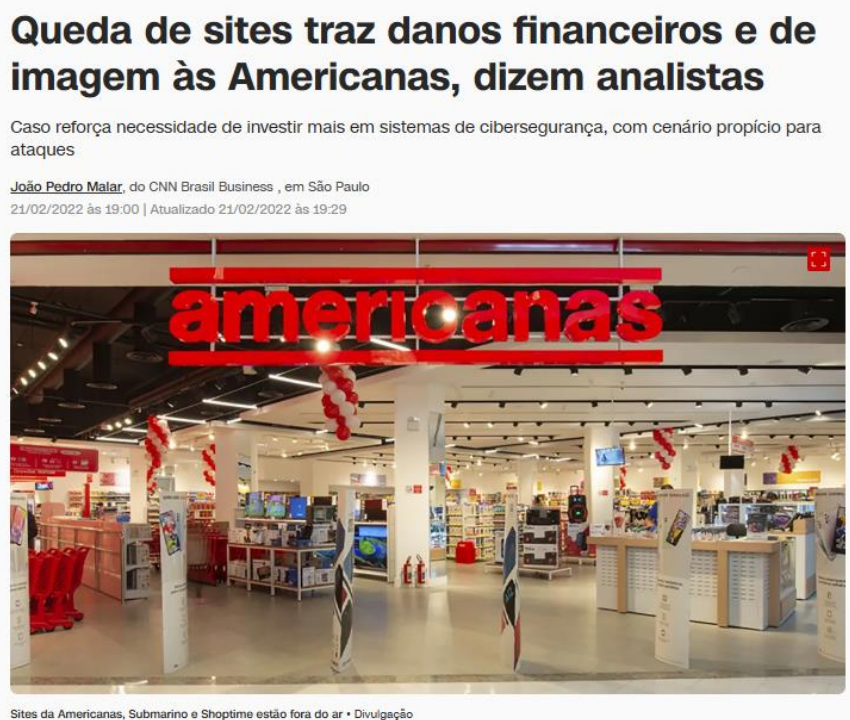 Queda de sites traz danos financeiros e de
imagem às Americanas, dizem analistas
Caso reforça necessidade de investir mais em sistemas de cibersegurança, com cenário propício para
ataques
João Pedro Malar, do CNN Brasil Business , em São Paulo
21/02/2022 às 19:00 | Atualizado 21/02/2022 às 19:29
americanas
Sites da Americanas, Submarino e Shoptime estão fora do ar • Divulgação